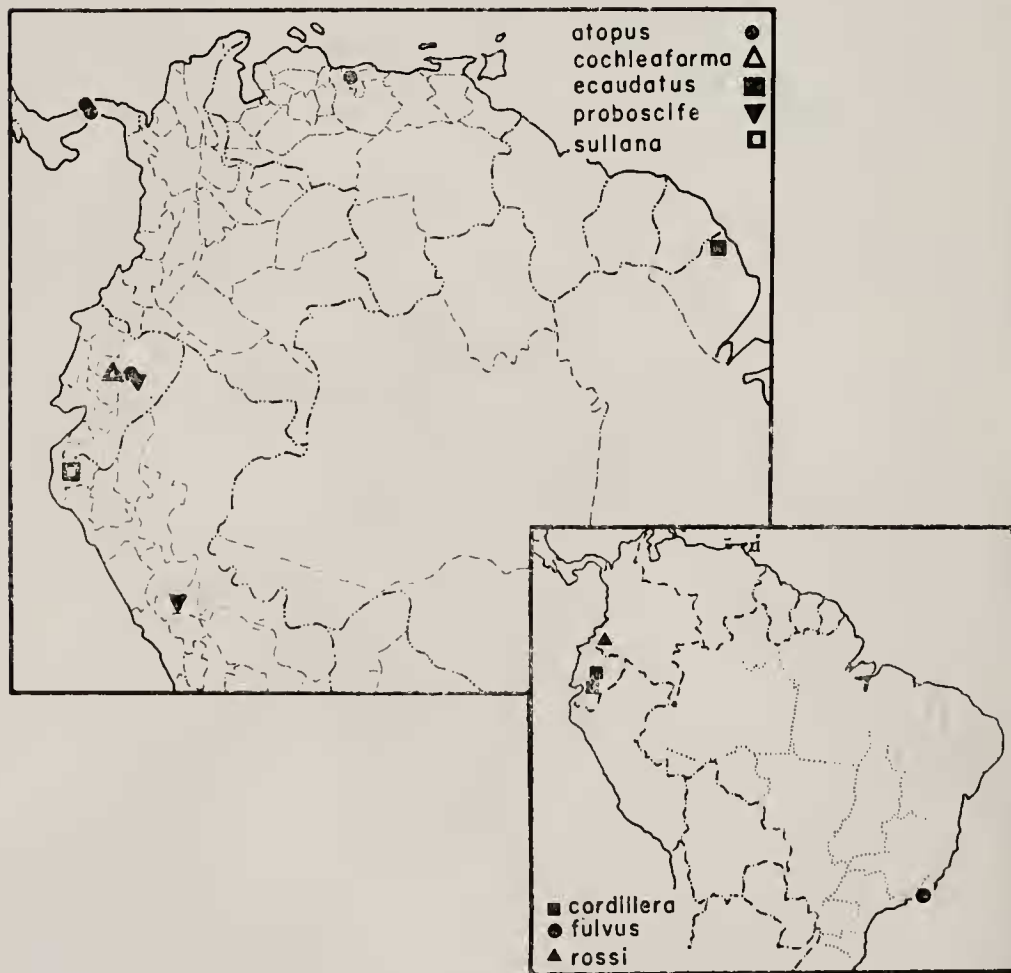 atopus
cochleaforma
ecaudatus
proboscife
sullana
cordillera
fulvus
rossi